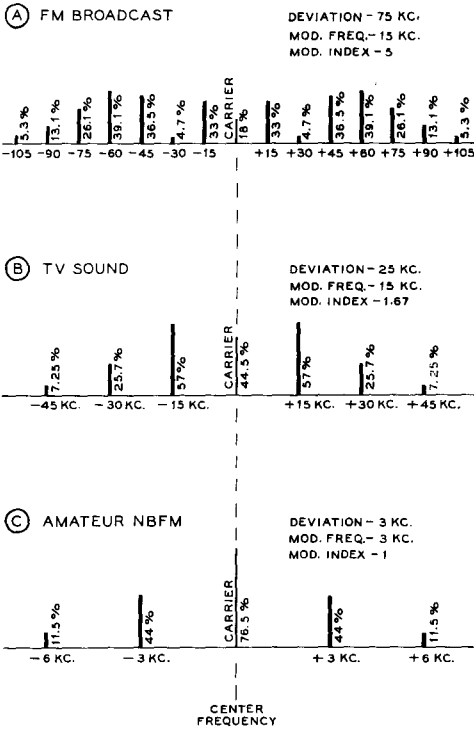 A FM BROADCAST
DEVIATION - 75 KC.
MOD. FREQ.- 15 KC.
MOD. INDEX - 5
5.3 % 13.1 % 26.1 % 39.1 % 36.5 % 4.7 % 33 % CARRIER 18 % 33 % 4.7 % 36.5 % 39.1 % 26.1 % 13.1 % 5.3 %
-105 -90 -75 -60 -45 -30 -15 +15 +30 +45 +60 +75 +90 +105
B TV SOUND
DEVIATION - 25 KC.
MOD. FREQ.- 15 KC.
MOD. INDEX - 1.67
7.25 % 25.7 % 57 % CARRIER 44.5 % 57 % 25.7 % 7.25 %
-45 KC. -30 KC. -15 KC. +15 KC. +30 KC. +45 KC.
C AMATEUR NBFM
DEVIATION - 3 KC.
MOD. FREQ.- 3 KC.
MOD. INDEX - 1
11.5 % 44 % CARRIER 76.5 % 44 % 11.5 %
-6 KC. -3 KC. +3 KC. +6 KC.
CENTER
FREQUENCY